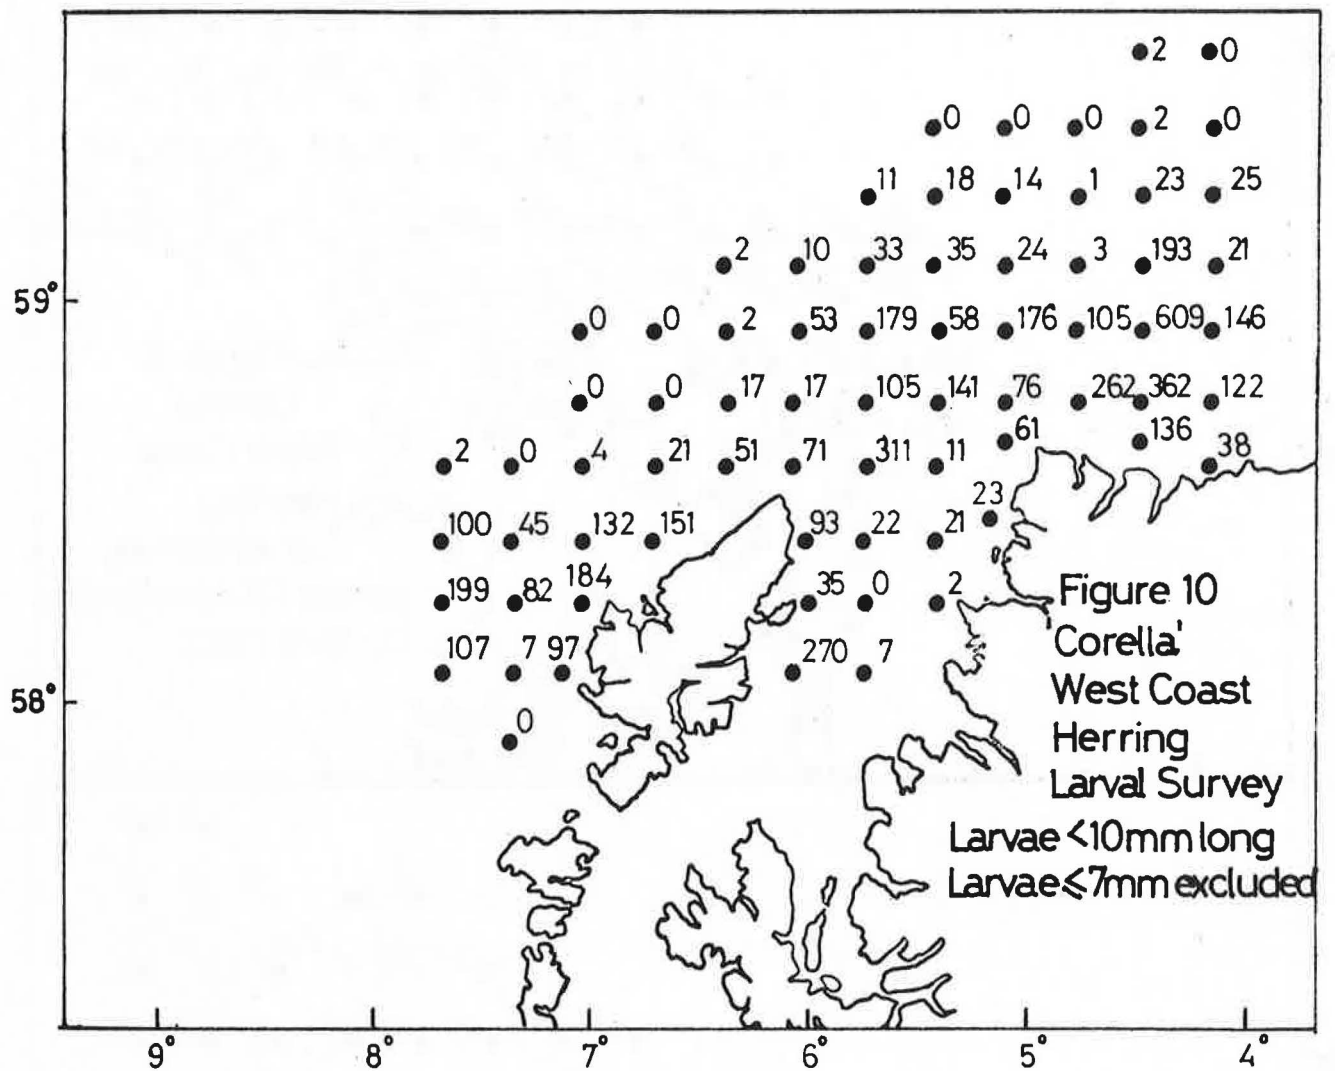 2 0
0 0 0 2 0
11 18 14 1 23 25
2 10 33 35 24 3 193 21
59°
0 0 2 53 179 58 176 105 609 146
0 0 17 17 105 141 76 262 362 122
61 136
2 0 4 21 51 71 311 11 38
23
100 45 132 151 93 22 21
199 82 184 35 0 2
107 7 97 270 7
58°
0
Figure 10
'Corella'
West Coast
Herring
Larval Survey
Larvae <10mm long
Larvae ⩽7mm excluded
9° 8° 7° 6° 5° 4°